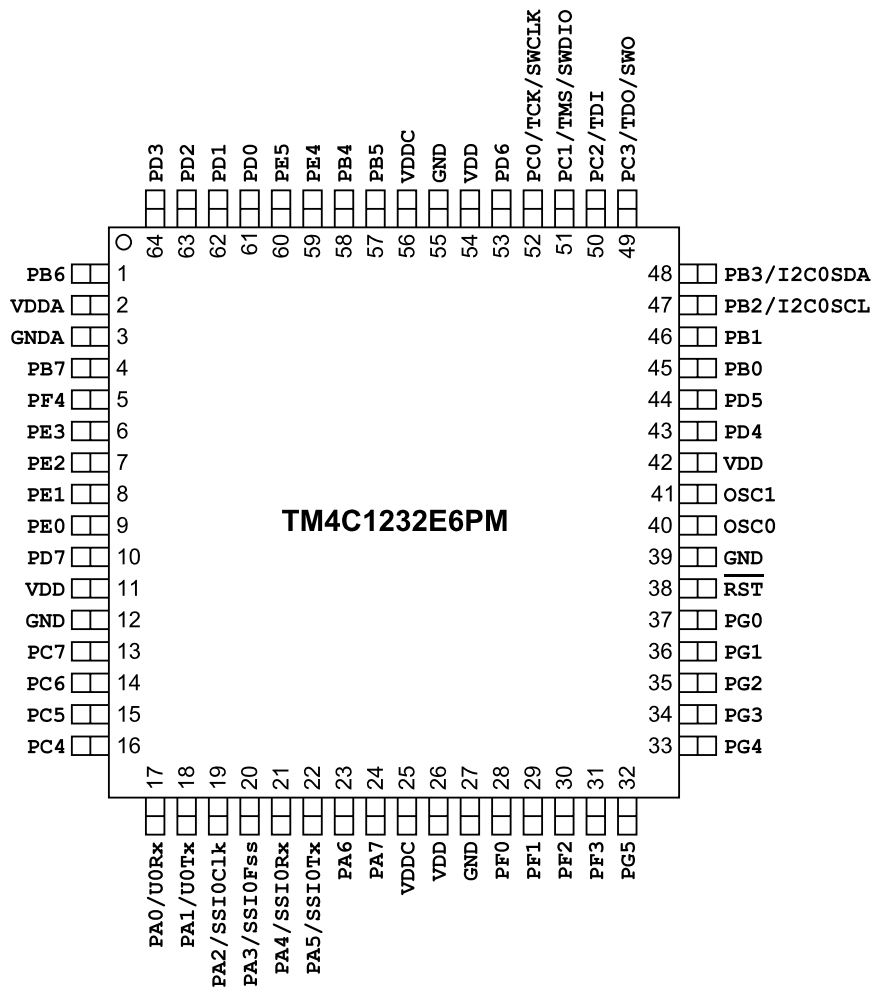 PC0/TCK/SWCLK
PC1/TMS/SWDIO
PC2/TDI
PC3/TDO/SWO
PD3
PD2
PD1
PD0
PE5
PE4
PB4
PB5
VDDC
GND
VDD
PD6
64
63
62
61
60
59
58
57
56
55
54
53
52
51
50
49
PB6 1
VDDA 2
GNDA 3
PB7 4
PF4 5
PE3 6
PE2 7
PE1 8
PE0 9
PD7 10
VDD 11
GND 12
PC7 13
PC6 14
PC5 15
PC4 16
TM4C1232E6PM
48 PB3/I2C0SDA
47 PB2/I2C0SCL
46 PB1
45 PB0
44 PD5
43 PD4
42 VDD
41 OSC1
40 OSC0
39 GND
38 RST
37 PG0
36 PG1
35 PG2
34 PG3
33 PG4
17
18
19
20
21
22
23
24
25
26
27
28
29
30
31
32
PA0/U0Rx
PA1/U0Tx
PA2/SSI0Clk
PA3/SSI0Fss
PA4/SSI0Rx
PA5/SSI0Tx
PA6
PA7
VDDC
VDD
GND
PF0
PF1
PF2
PF3
PG5